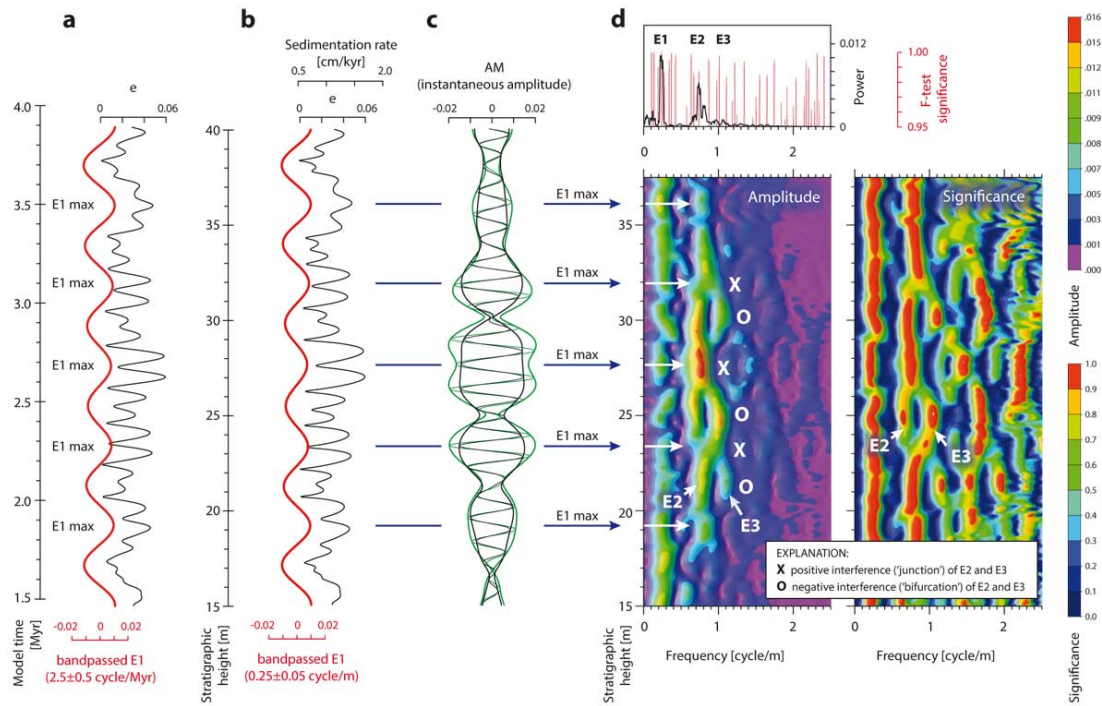 a
b
c
d
Sedimentation rate
[cm/kyr]
0.5
2.0
e
0
0.06
e
0
0.06
AM
(instantaneous amplitude)
-0.02
0
0.02
E1
E2
E3
0.012
Power
0
1.00
F-test
significance
0.95
0
1
2
4.0
3.5
3.0
2.5
2.0
1.5
E1 max
E1 max
E1 max
E1 max
E1 max
40
35
30
25
20
15
E1 max
E1 max
E1 max
E1 max
E1 max
Amplitude
Significance
35
30
25
20
15
X
O
X
O
X
O
E2
E3
E2
E3
EXPLANATION:
X positive interference ('junction') of E2 and E3
O negative interference ('bifurcation') of E2 and E3
0
1
2
0
1
2
Frequency [cycle/m]
Frequency [cycle/m]
Stratigraphic
height [m]
Model time
[Myr]
-0.02
0
0.02
bandpassed E1
(2.5±0.5 cycle/Myr)
Stratigraphic
height [m]
-0.02
0
0.02
bandpassed E1
(0.25±0.05 cycle/m)
.016
.015
.014
.012
.011
.010
.008
.007
.005
.004
.003
.001
.000
Amplitude
1.0
0.9
0.8
0.7
0.6
0.5
0.4
0.3
0.2
0.1
0.0
Significance